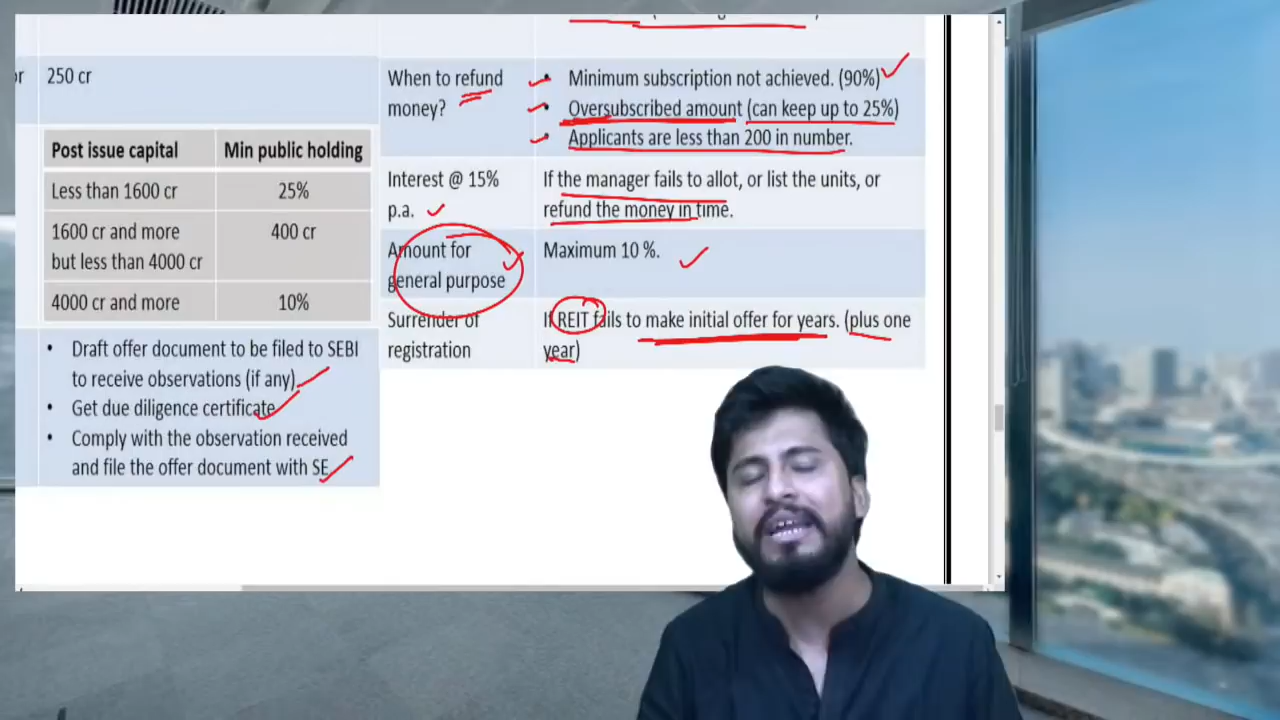 or
250 cr
Post issue capital Min public holding
Less than 1600 cr 25%
1600 cr and more 400 cr
but less than 4000 cr
4000 cr and more 10%
• Draft offer document to be filed to SEBI
to receive observations (if any)
• Get due diligence certificate
• Comply with the observation received
and file the offer document with SE
When to refund
money?
• Minimum subscription not achieved. (90%)
• Oversubscribed amount (can keep up to 25%)
• Applicants are less than 200 in number.
Interest @ 15%
p.a.
If the manager fails to allot, or list the units, or
refund the money in time.
Amount for
general purpose
Maximum 10 %.
Surrender of
registration
If REIT fails to make initial offer for years. (plus one
year)